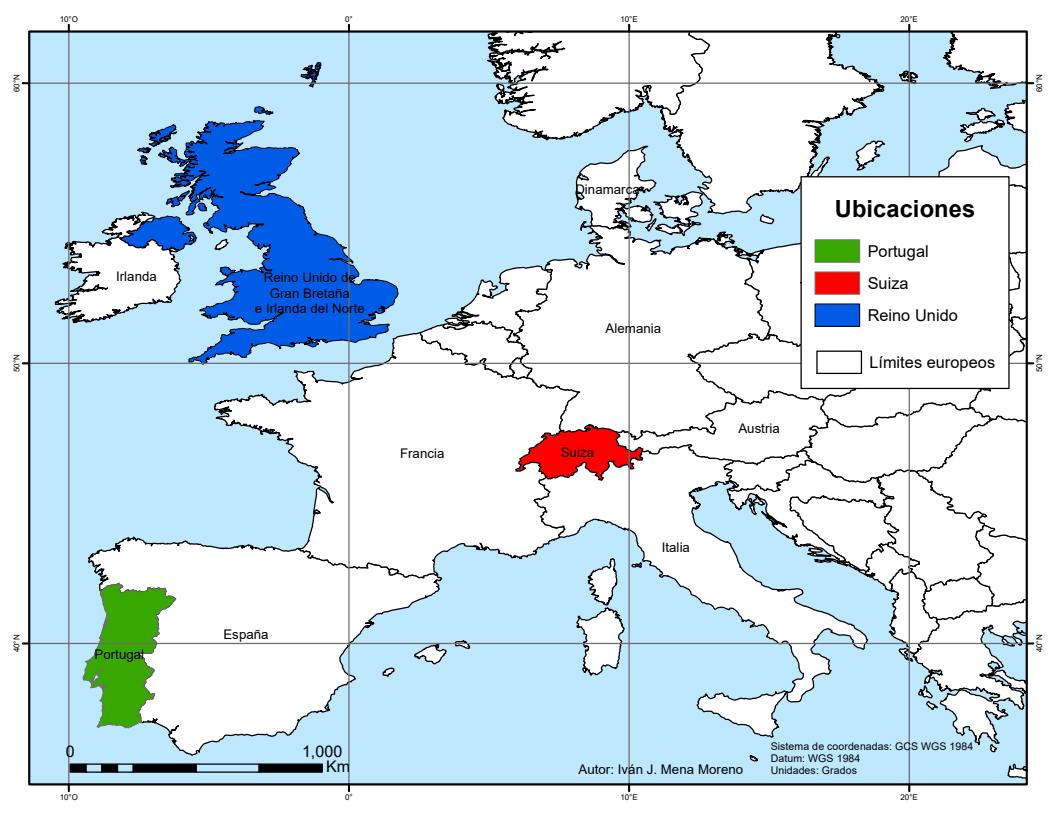 10°O 0° 10°E 20°E
60°N 60°N
Dinamarca
Ubicaciones
Portugal
Suiza
Reino Unido
Límites europeos
Irlanda
Reino Unido de
Gran Bretaña
e Irlanda del Norte
Alemania
50°N 50°N
Austria
Francia
Suiza
Italia
España
40°N 40°N
Portugal
0 1,000
Km
Autor: Iván J. Mena Moreno
Sistema de coordenadas: GCS WGS 1984
Datum: WGS 1984
Unidades: Grados
10°O 0° 10°E 20°E